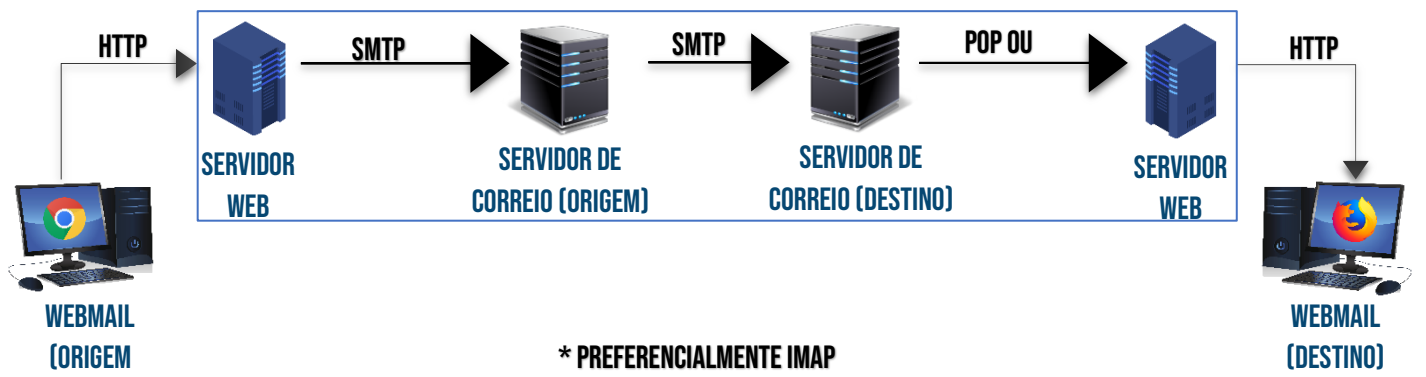 HTTP
SMTP
SMTP
POP OU
HTTP
SERVIDOR
WEB
SERVIDOR DE
CORREIO (ORIGEM)
SERVIDOR DE
CORREIO (DESTINO)
SERVIDOR
WEB
WEBMAIL
(ORIGEM
WEBMAIL
(DESTINO)
* PREFERENCIALMENTE IMAP